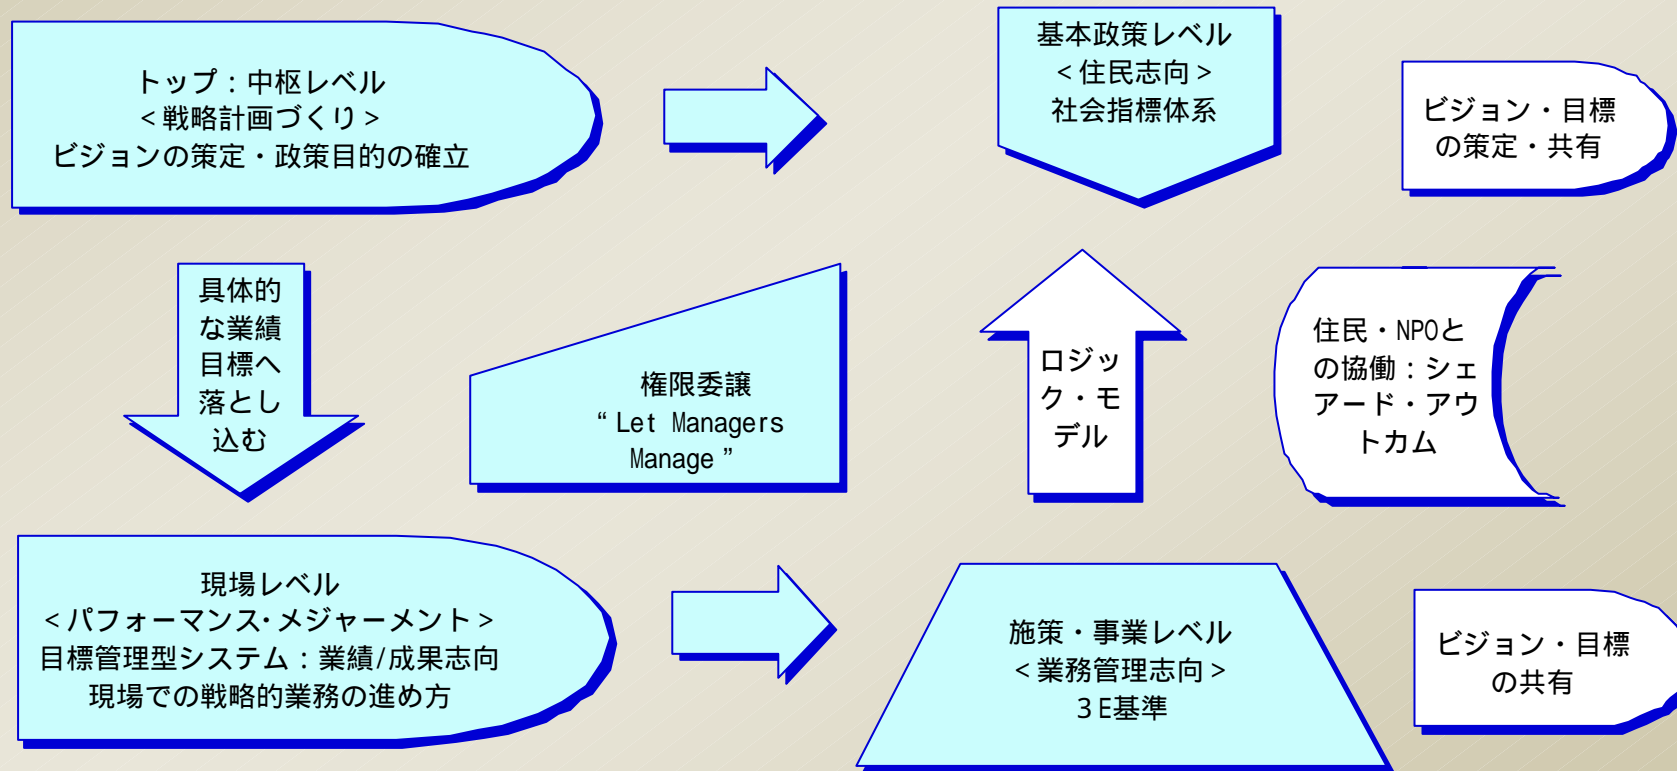 トップ：中枢レベル
＜戦略計画づくり＞
ビジョンの策定・政策目的の確立
基本政策レベル
＜住民志向＞
社会指標体系
ビジョン・目標
の策定・共有
具体的
な業績
目標へ
落とし
込む
権限委譲
“Let Managers
Manage”
ロジッ
ク・モ
デル
住民・NPOと
の協働：シェ
アード・アウ
トカム
現場レベル
＜パフォーマンス・メジャーメント＞
目標管理型システム：業績/成果志向
現場での戦略的業務の進め方
施策・事業レベル
＜業務管理志向＞
３E基準
ビジョン・目標
の共有